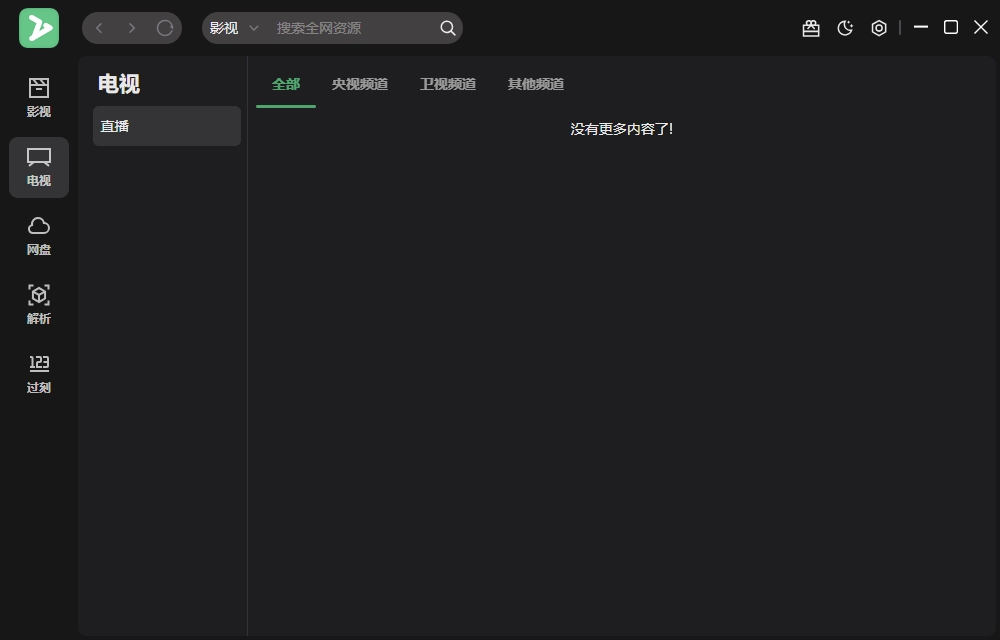 影视
搜索全网资源
影视
电视
网盘
解析
123
过刻
电视
直播
全部
央视频道
卫视频道
其他频道
没有更多内容了!